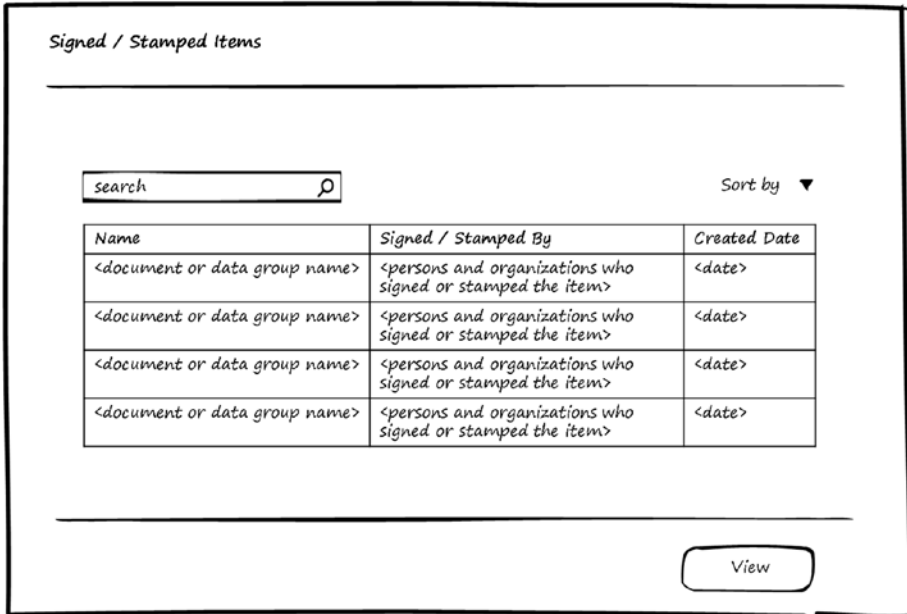 Signed / Stamped Items
search
Sort by
Name
Signed / Stamped By
Created Date
<document or data group name>
<persons and organizations who
signed or stamped the item>
<date>
<document or data group name>
<persons and organizations who
signed or stamped the item>
<date>
<document or data group name>
<persons and organizations who
signed or stamped the item>
<date>
<document or data group name>
<persons and organizations who
signed or stamped the item>
<date>
View